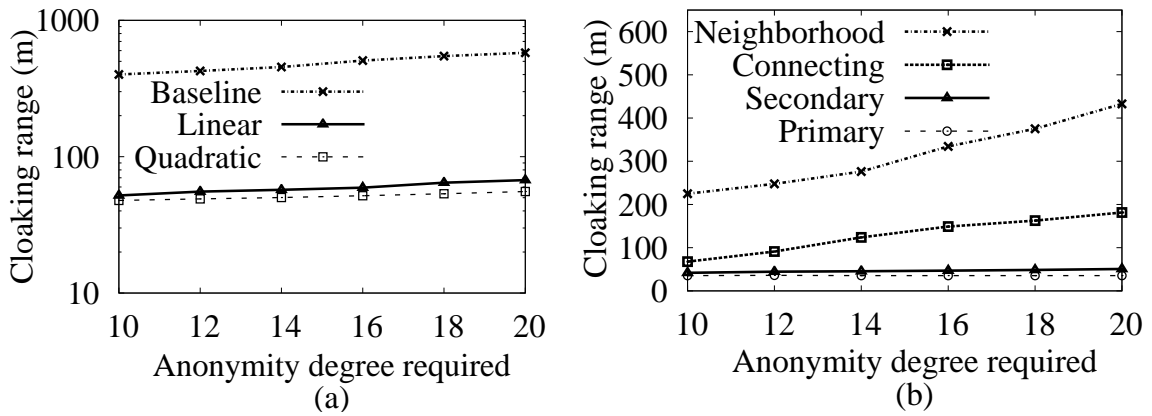 Cloaking range (m)
1000
100
10
Baseline
Linear
Quadratic
10 12 14 16 18 20
Anonymity degree required
(a)
Cloaking range (m)
600
500
400
300
200
100
0
Neighborhood
Connecting
Secondary
Primary
10 12 14 16 18 20
Anonymity degree required
(b)